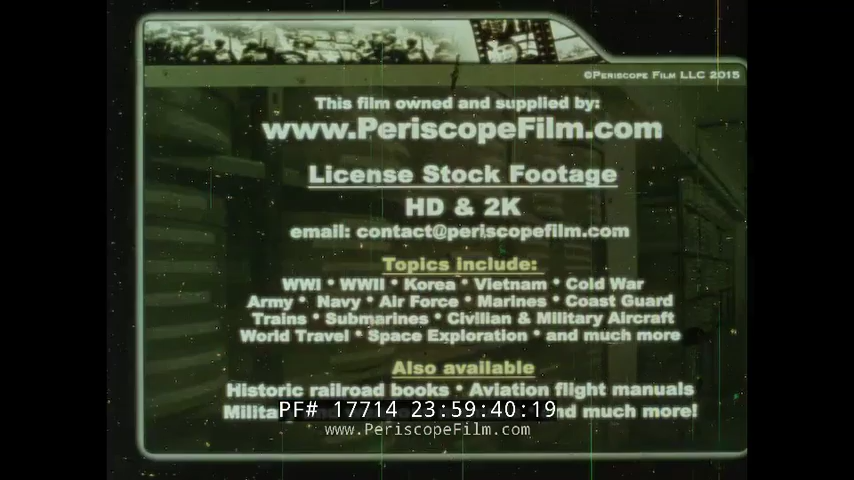 ©Periscope Film LLC 2015
This film owned and supplied by:
www.PeriscopeFilm.com
License Stock Footage
HD & 2K
email: contact@periscopefilm.com
Topics include:
WWI * WWII * Korea * Vietnam * Cold War
Army * Navy * Air Force * Marines * Coast Guard
Trains * Submarines * Civilian & Military Aircraft
World Travel * Space Exploration * and much more
Also available
Historic railroad books * Aviation flight manuals
and much more!
PF# 17714 23:59:40:19
www.PeriscopeFilm.com